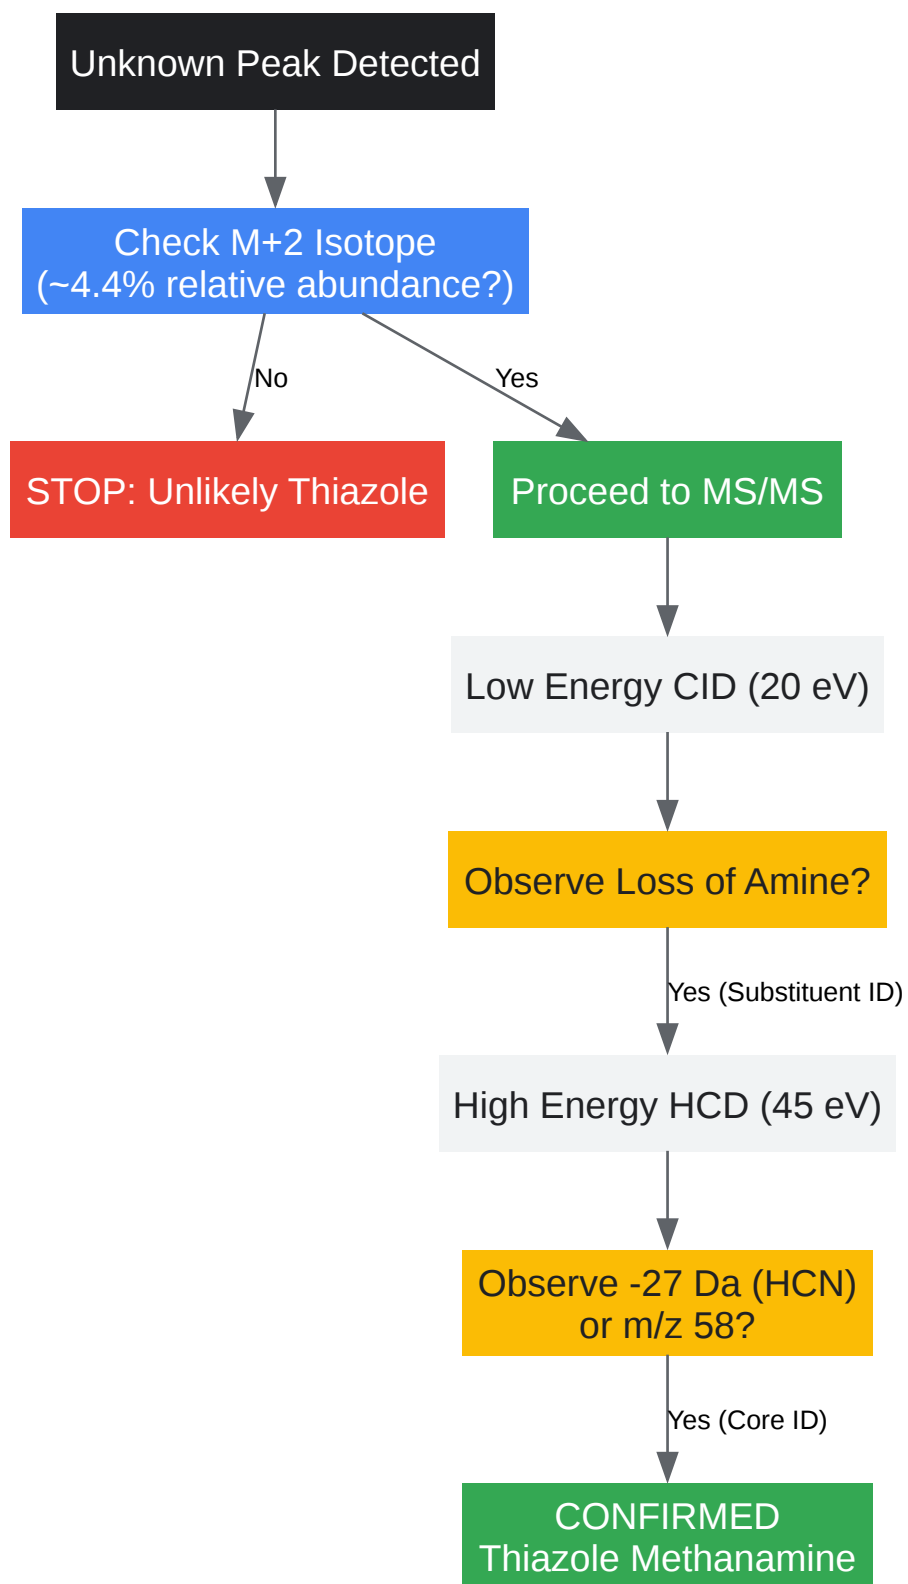 Unknown Peak Detected
Check M+2 Isotope
(~4.4% relative abundance?)
No
Yes
STOP: Unlikely Thiazole
Proceed to MS/MS
Low Energy CID (20 eV)
Observe Loss of Amine?
Yes (Substituent ID)
High Energy HCD (45 eV)
Observe -27 Da (HCN)
or m/z 58?
Yes (Core ID)
CONFIRMED
Thiazole Methanamine